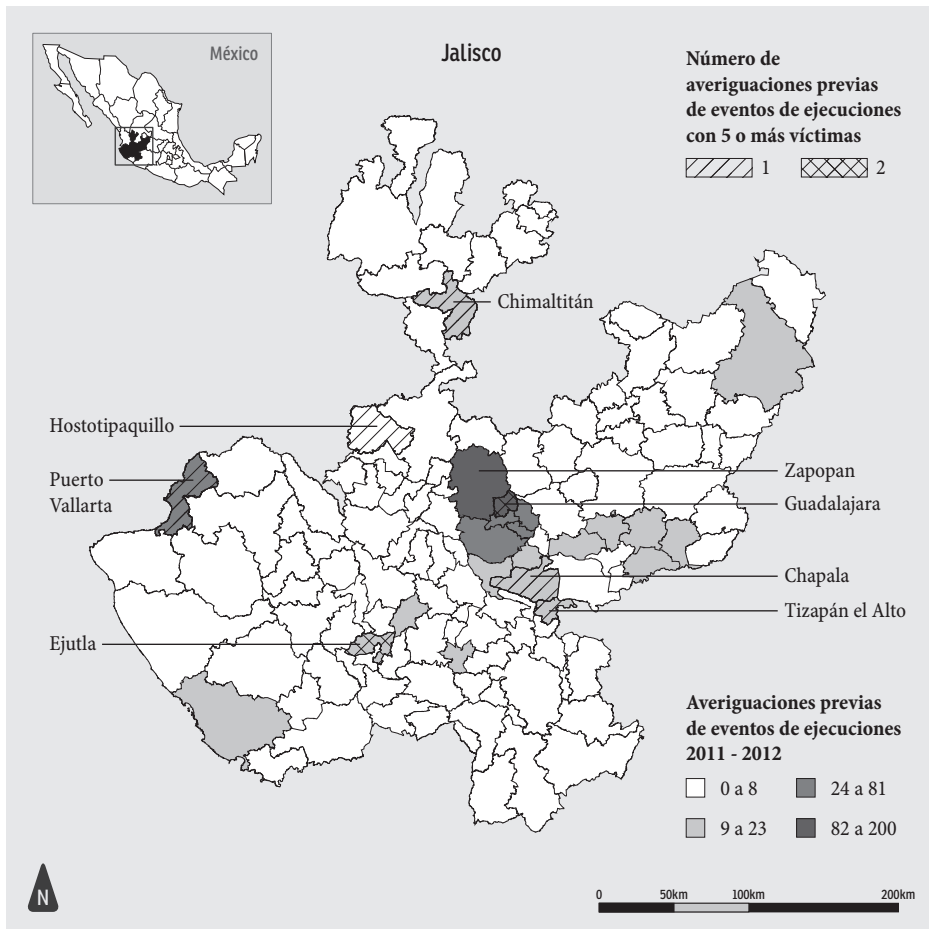 México
Jalisco
Número de
averiguaciones previas
de eventos de ejecuciones
con 5 o más víctimas
1 2
Chimaltitán
Hostotipaquillo
Puerto
Vallarta
Zapopan
Guadalajara
Chapala
Tizapán el Alto
Ejutla
Averiguaciones previas
de eventos de ejecuciones
2011 - 2012
0 a 8 24 a 81
9 a 23 82 a 200
N
0 50km 100km 200km